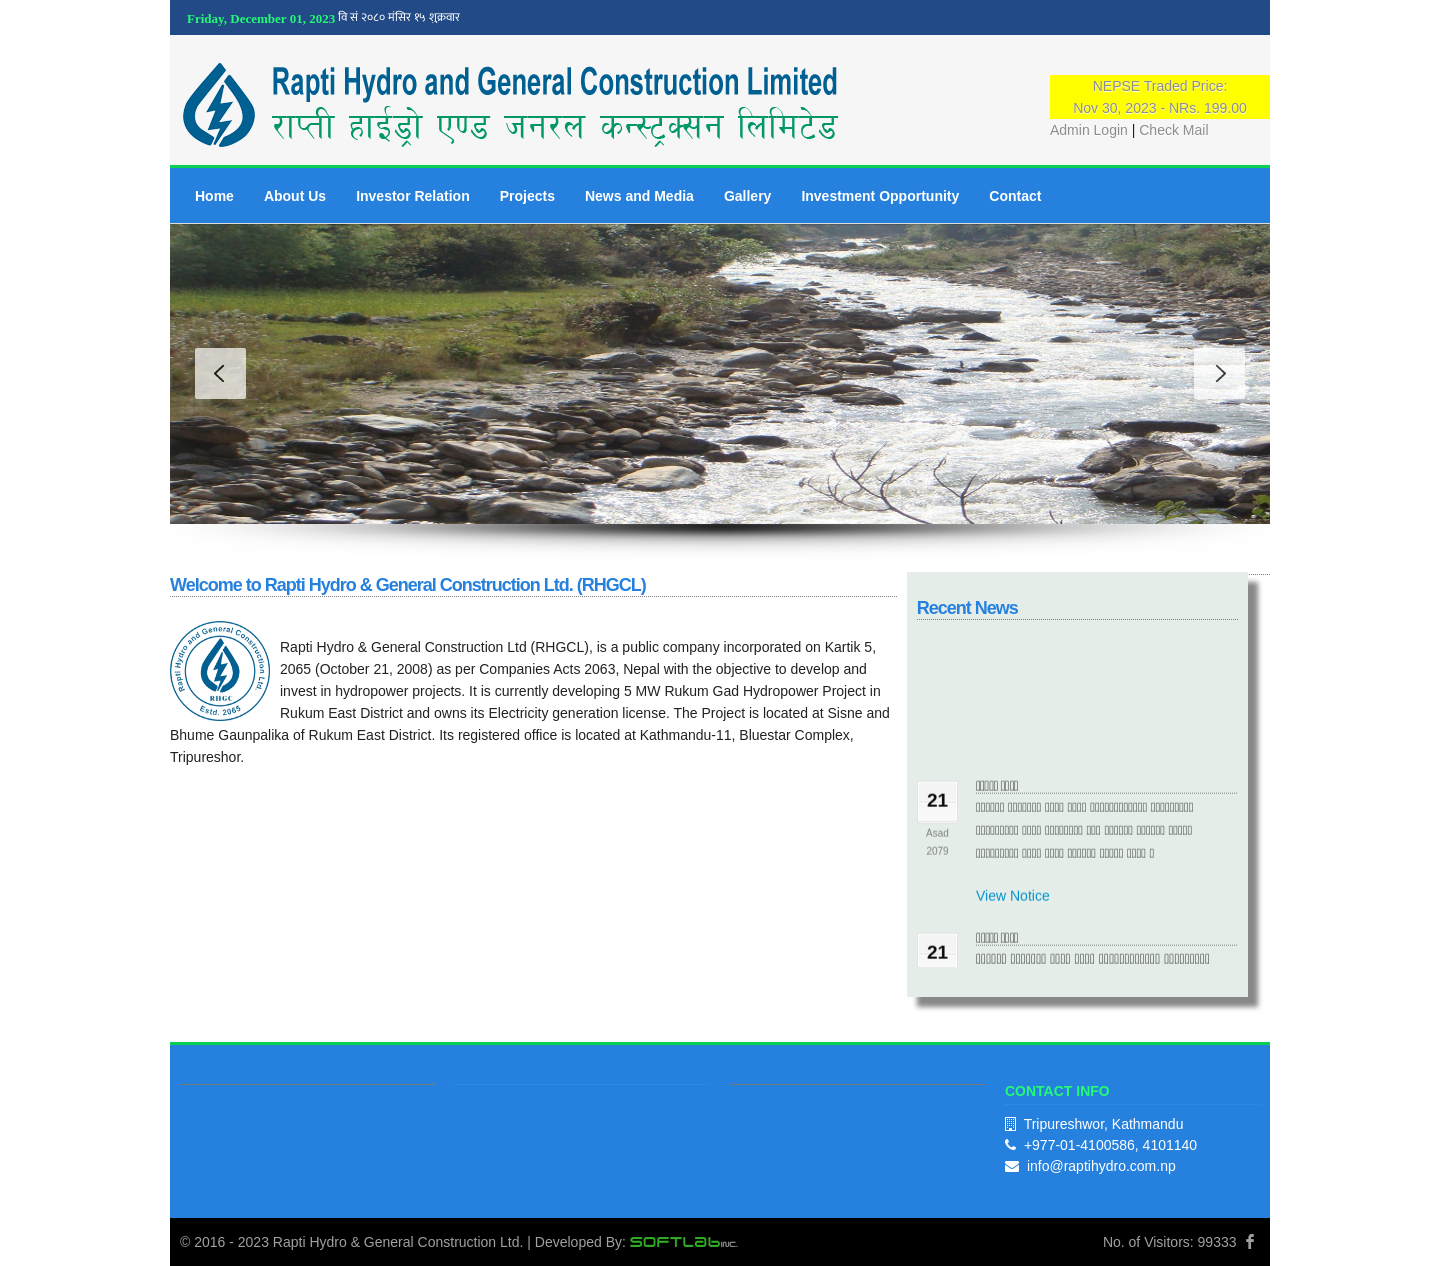 Friday, December 01, 2023 वि सं २०८० मंसिर १५ शुक्रवार
Rapti Hydro and General Construction Limited
राप्ती हाईड्रो एण्ड जनरल कन्स्ट्रक्सन लिमिटेड
NEPSE Traded Price:
Nov 30, 2023 - NRs. 199.00
Admin Login | Check Mail
Home About Us Investor Relation Projects News and Media Gallery Investment Opportunity Contact
Welcome to Rapti Hydro & General Construction Ltd. (RHGCL)
Rapti Hydro and General Construction Ltd.
RHGC
Estd. 2065
Rapti Hydro & General Construction Ltd (RHGCL), is a public company incorporated on Kartik 5,
2065 (October 21, 2008) as per Companies Acts 2063, Nepal with the objective to develop and
invest in hydropower projects. It is currently developing 5 MW Rukum Gad Hydropower Project in
Rukum East District and owns its Electricity generation license. The Project is located at Sisne and
Bhume Gaunpalika of Rukum East District. Its registered office is located at Kathmandu-11, Bluestar Complex,
Tripureshor.
Recent News
21
Asad
2079
View Notice
21
CONTACT INFO
Tripureshwor, Kathmandu
+977-01-4100586, 4101140
info@raptihydro.com.np
© 2016 - 2023 Rapti Hydro & General Construction Ltd. | Developed By: SOFTLab INC.
No. of Visitors: 99333